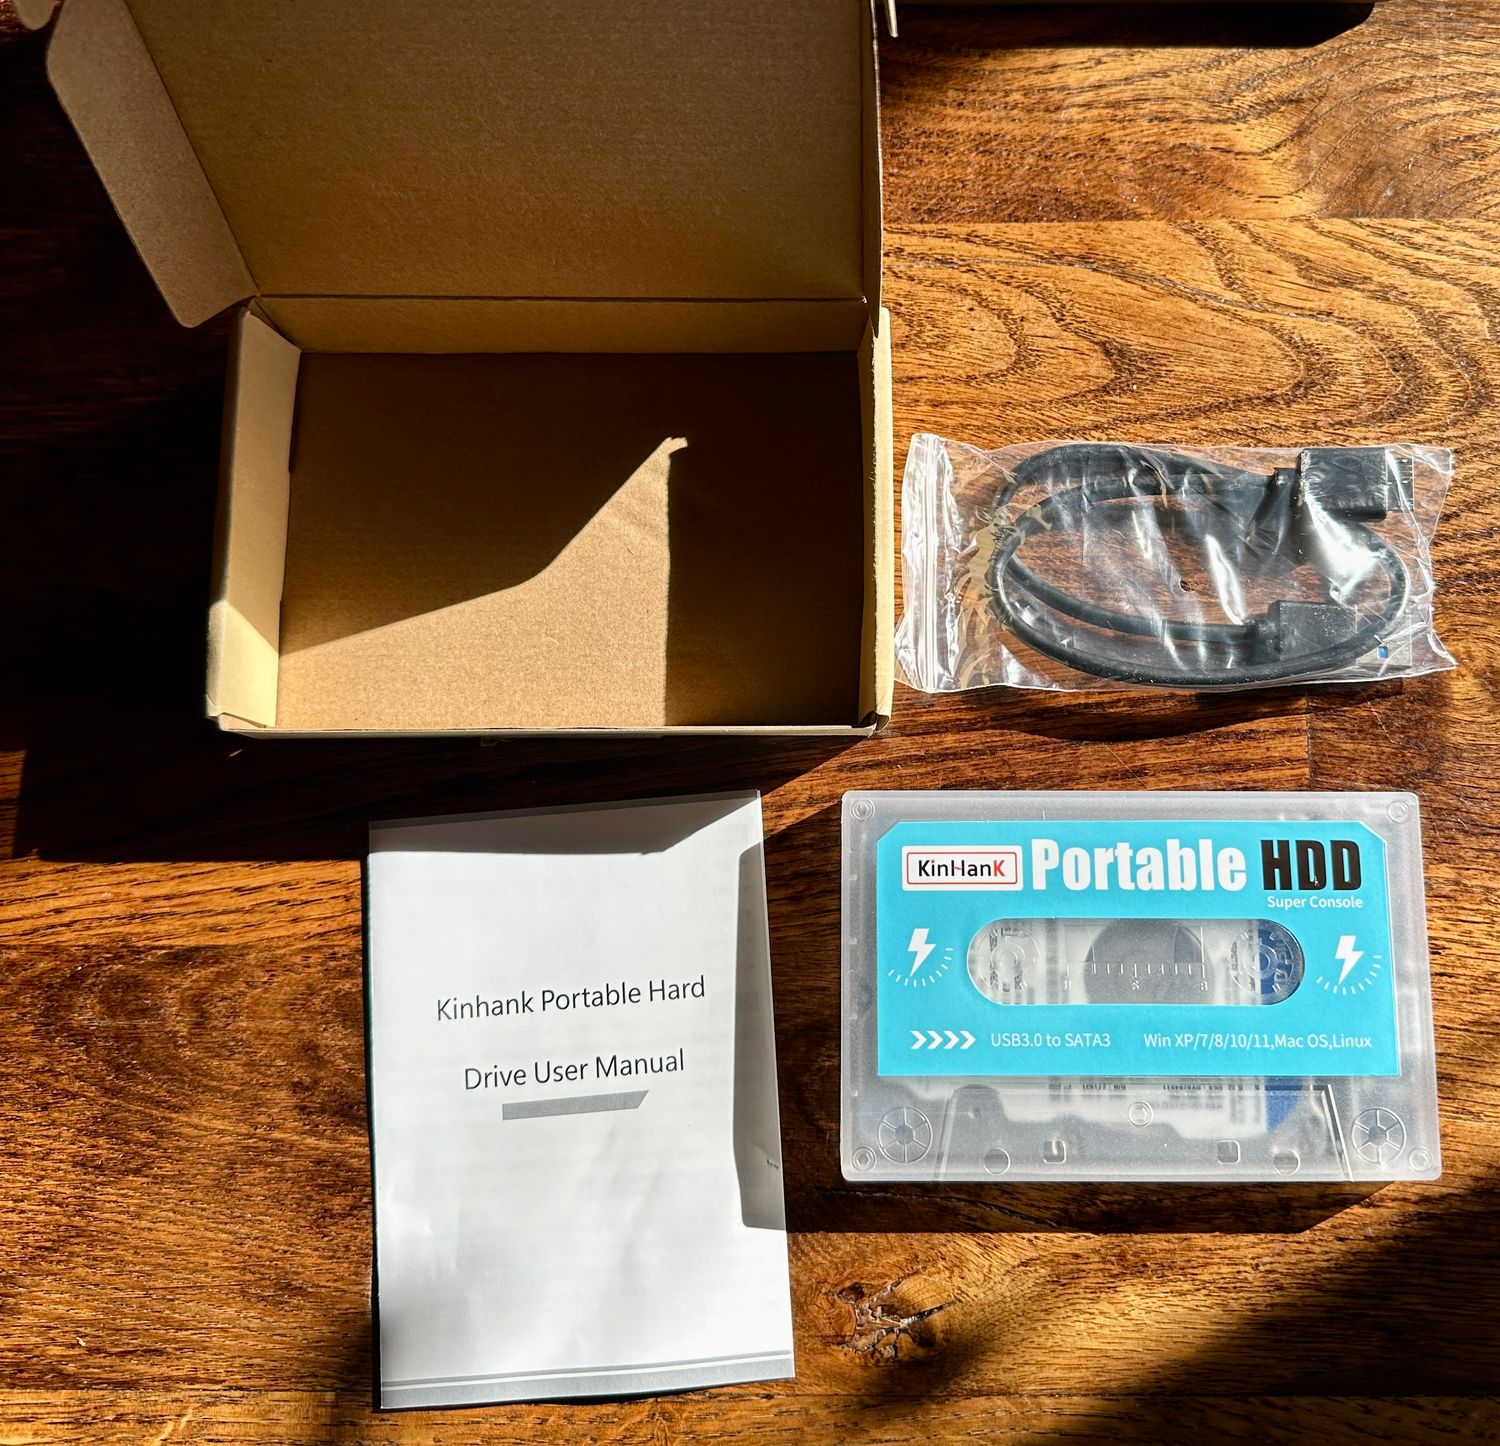 Kinhank Portable Hard
Drive User Manual
KinHanK Portable HDD
Super Console
USB3.0 to SATA3 Win XP/7/8/10/11,Mac OS,Linux